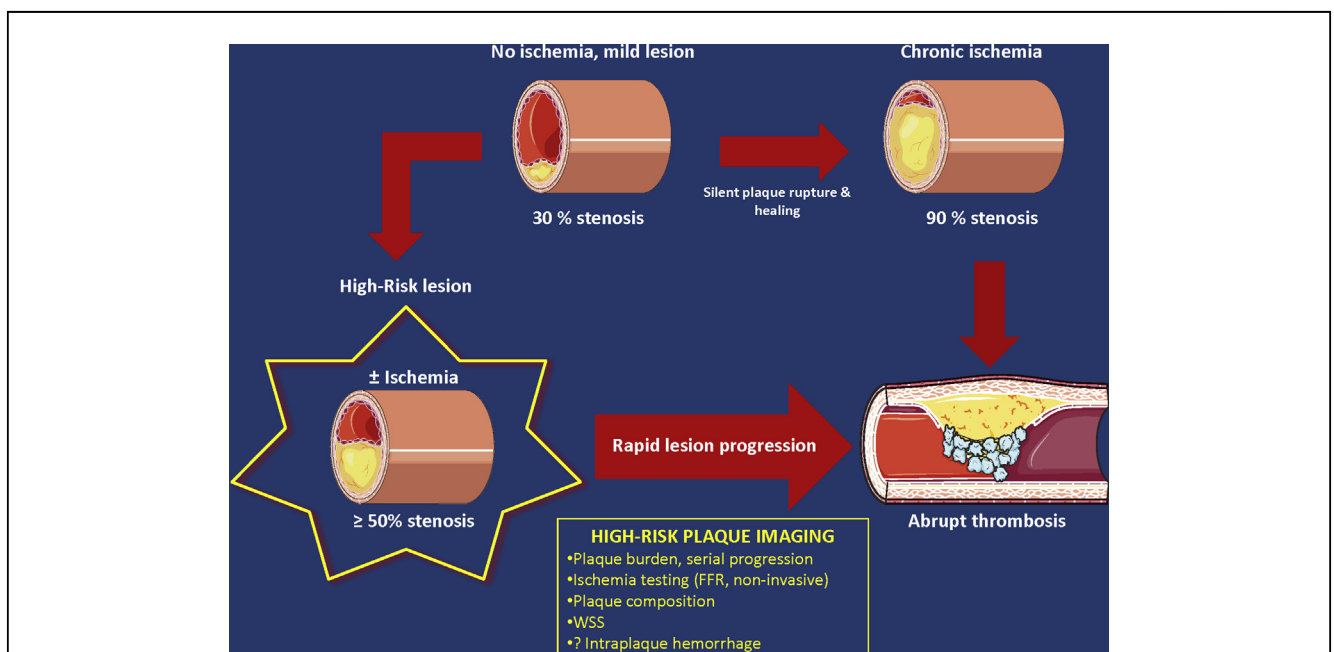 No ischemia, mild lesion
Chronic ischemia
30 % stenosis
Silent plaque rupture &
healing
90 % stenosis
High-Risk lesion
± Ischemia
≥ 50% stenosis
Rapid lesion progression
Abrupt thrombosis
HIGH-RISK PLAQUE IMAGING
•Plaque burden, serial progression
•Ischemia testing (FFR, non-invasive)
•Plaque composition
•WSS
•? Intraplaque hemorrhage